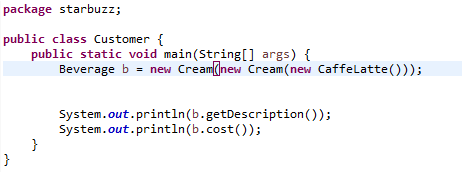 package starbuzz;
public class Customer {
public static void main(String[] args) {
Beverage b = new Cream(new Cream(new CaffeLatte()));
System.out.println(b.getDescription());
System.out.println(b.cost());
}
}